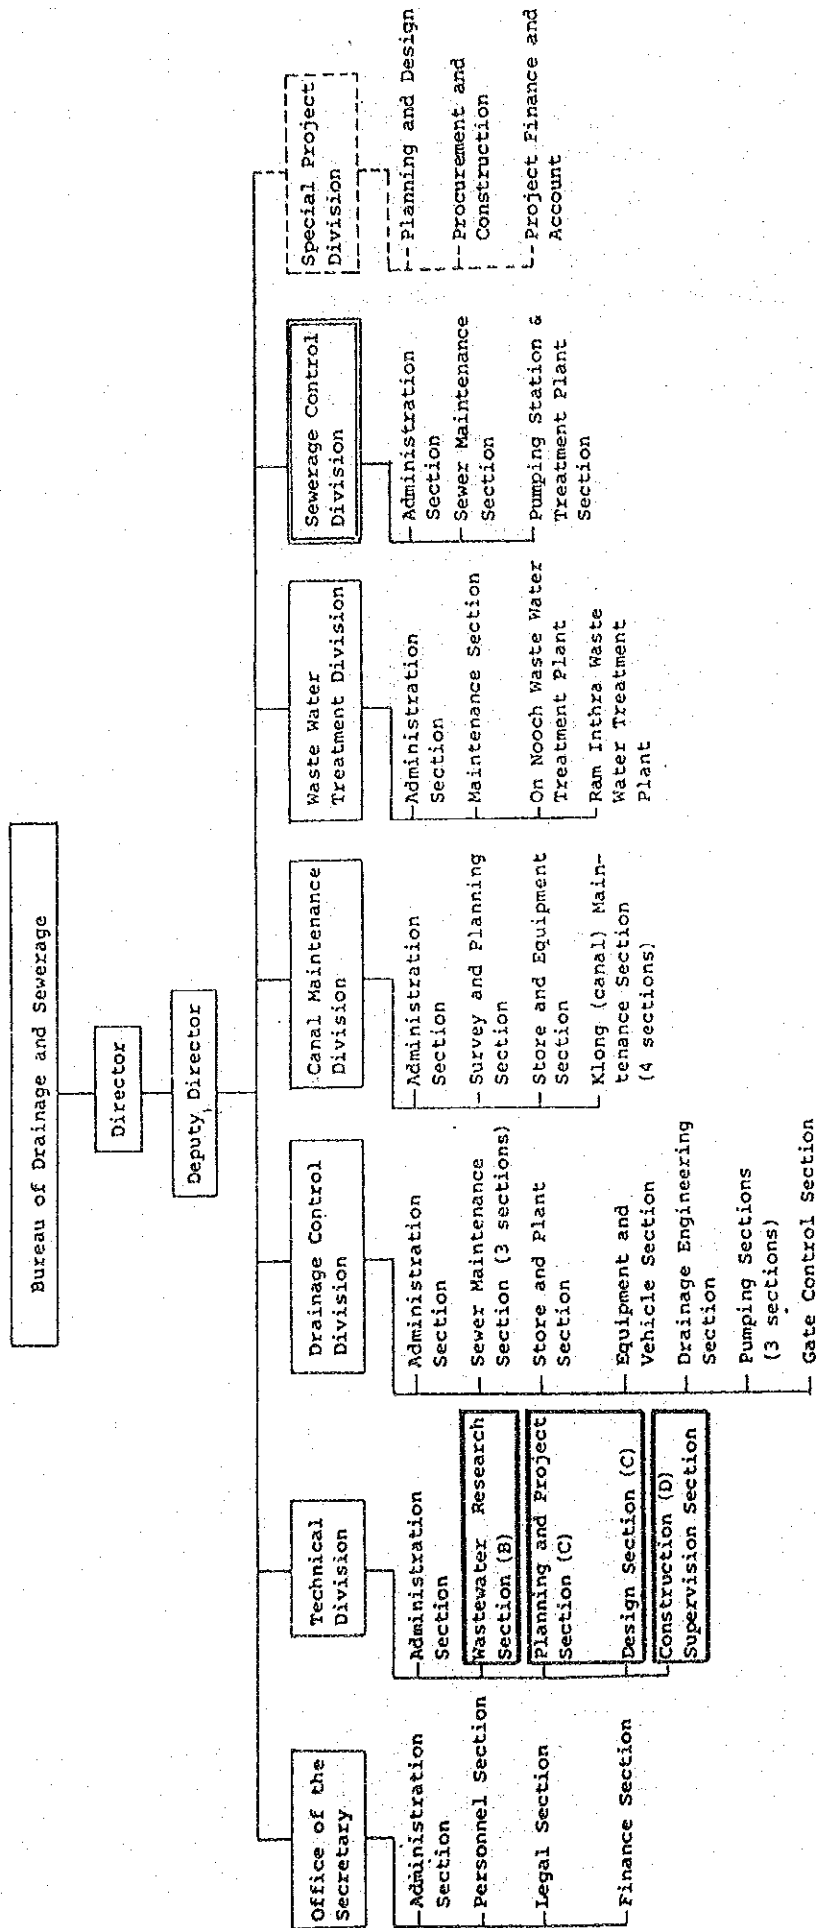 Bureau of Drainage and Sewerage
Director
Deputy Director
Office of the
Secretary
Administration
Section
Personnel Section
Legal Section
Finance Section
Technical
Division
Administration
Section
Wastewater Research
Section (B)
Planning and Project
Section (C)
Design Section (C)
Construction (D)
Supervision Section
Drainage Control
Division
Administration
Section
Sewer Maintenance
Section (3 sections)
Store and Plant
Section
Equipment and
Vehicle Section
Drainage Engineering
Section
Pumping Sections
(3 sections)
Gate Control Section
Canal Maintenance
Division
Administration
Section
Survey and Planning
Section
Store and Equipment
Section
Klong (canal) Main-
tenance Section
(4 sections)
Waste Water
Treatment Division
Administration
Section
Maintenance Section
On Nooch Waste Water
Treatment Plant
Ram Inthra Waste
Water Treatment
Plant
Sewerage Control
Division
Administration
Section
Sewer Maintenance
Section
Pumping Station &
Treatment Plant
Section
Special Project
Division
Planning and Design
Procurement and
Construction
Project Finance and
Account